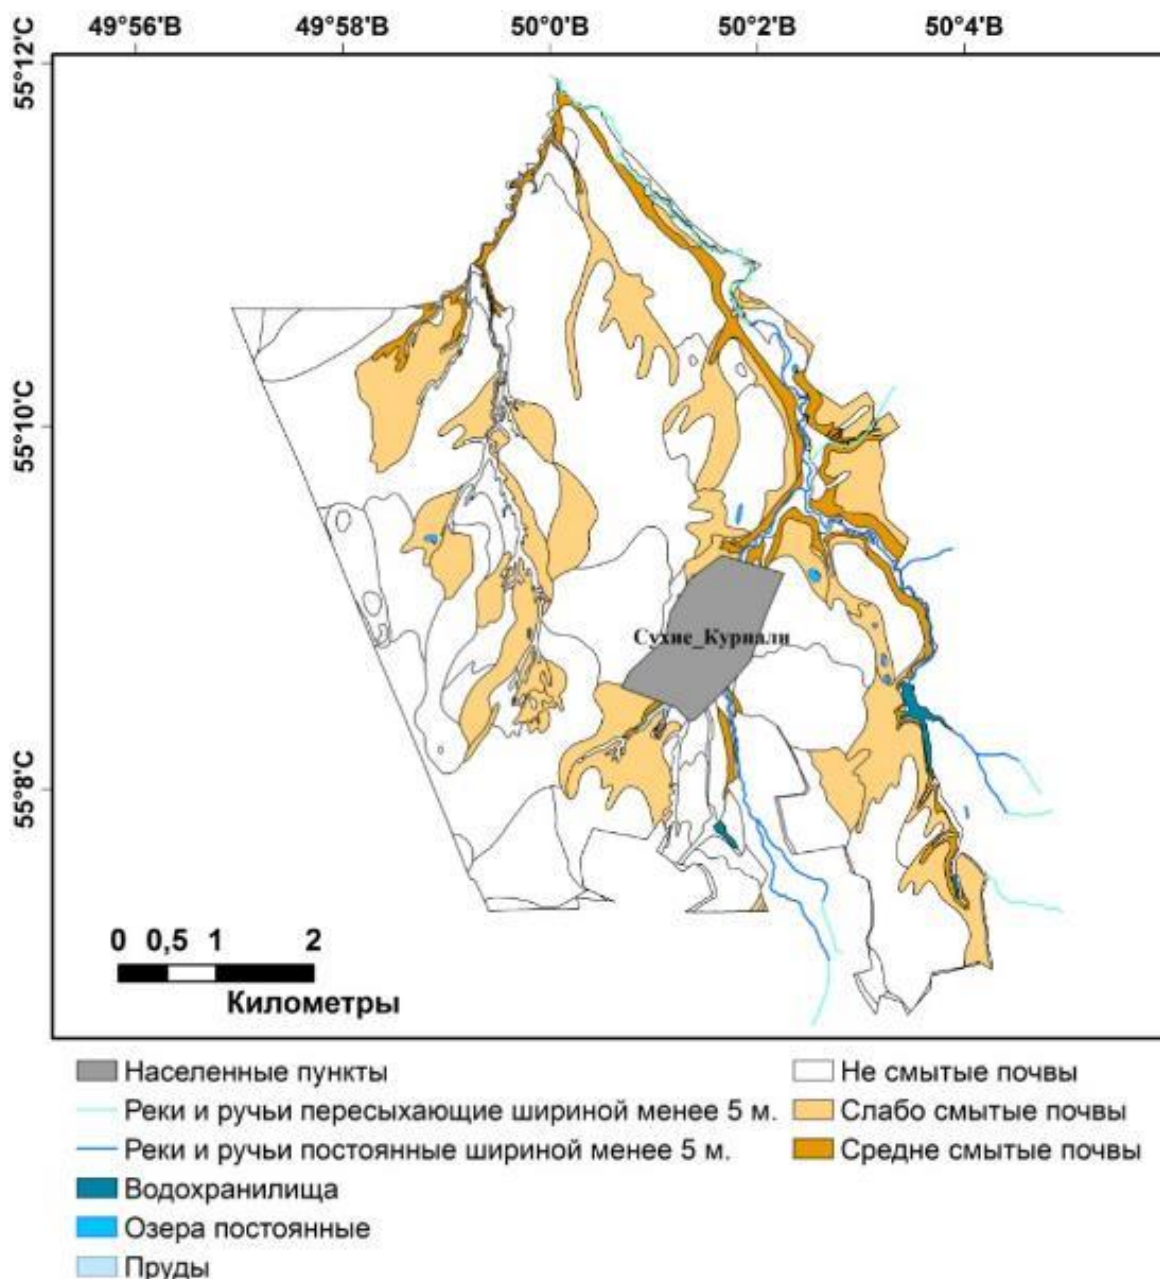 49°56'В 49°58'В 50°0'В 50°2'В 50°4'В
55°12'С
55°10'С
55°8'С
Сухие_Курнали
0 0,5 1 2
Километры
Населенные пункты
Реки и ручьи пересыхающие шириной менее 5 м.
Реки и ручьи постоянные шириной менее 5 м.
Водохранилища
Озера постоянные
Пруды
Не смытые почвы
Слабо смытые почвы
Средне смытые почвы